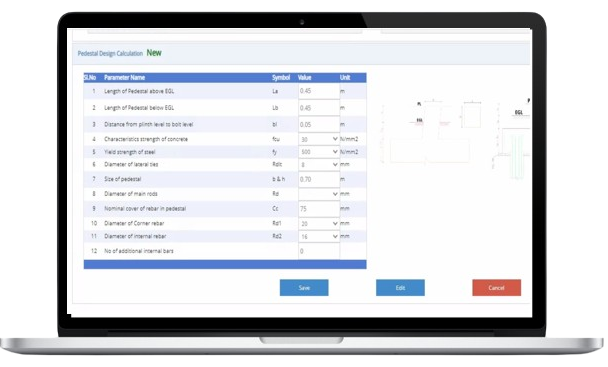 Pedestal Design Calculation New
Sl.No Parameter Name Symbol Value Unit
1 Length of Pedestal above EGL La 0.45 m
2 Length of Pedestal below EGL Lb 0.45 m
3 Distance from plinth level to bolt level bl 0.05 m
4 Characteristics strength of concrete fcu 30 N/mm2
5 Yield strength of steel fy 500 N/mm2
6 Diameter of lateral ties Rdlt 8 mm
7 Size of pedestal b & h 0.70 m
8 Diameter of main rods Rd mm
9 Nominal cover of rebar in pedestal Cc 75 mm
10 Diameter of Corner rebar Rd1 20 mm
11 Diameter of Internal rebar Rd2 16 mm
12 No of additional internal bars 0
PL
EGL
EGL
Save Edit Cancel